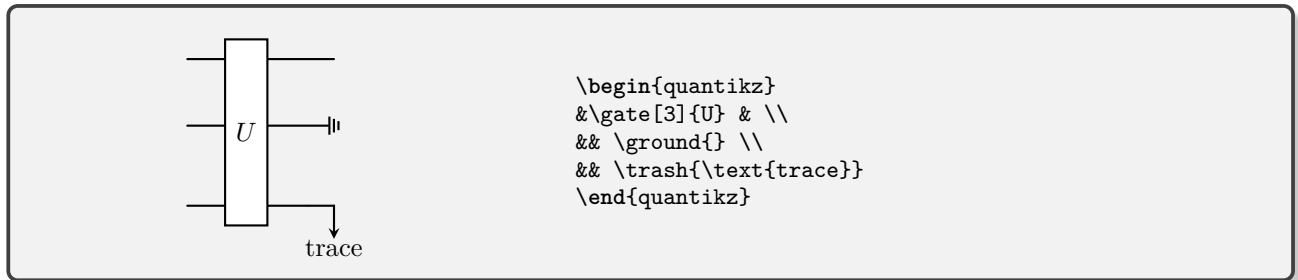 U
trace
\begin{quantikz}
&\gate[3]{U} & \\
&& \ground{} \\
&& \trash{\text{trace}}
\end{quantikz}